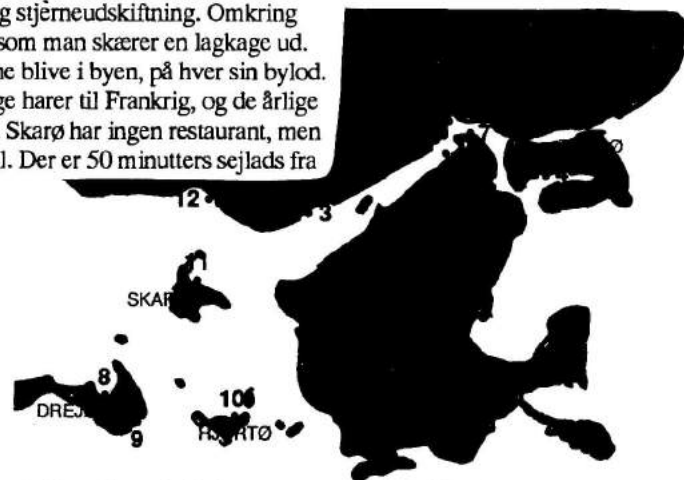 g stjerneudskiftning. Omkring
som man skærer en lagkage ud.
ne blive i byen, på hver sin bylod.
ge harer til Frankrig, og de årlige
Skarø har ingen restaurant, men
l. Der er 50 minutters sejlads fra
12
3
11
SKAR
8
10
DREJ
9
HJORTØ